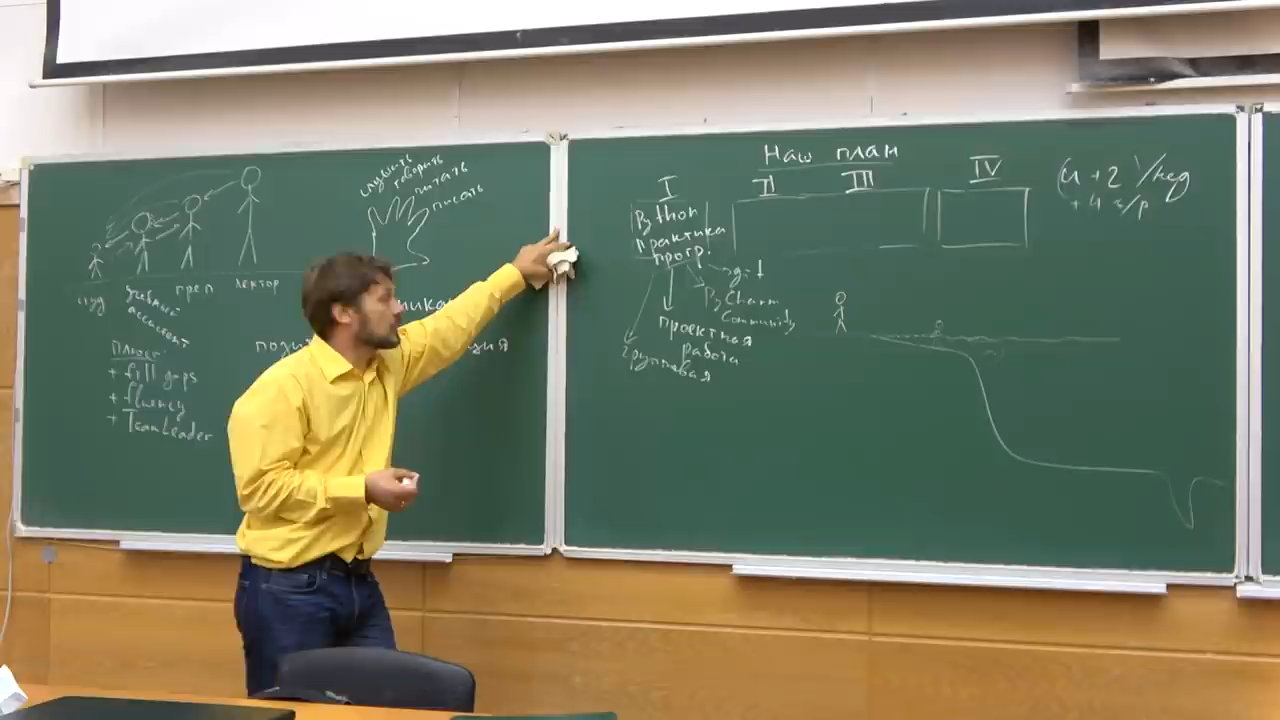 слушать
говорить
читать
писать
студ
учебный
ассистент
преп
лектор
+ fill gaps
+ fluency
+ TeamLeader
Наш план
I
II
III
IV
Python
практика
прогр.
git
PyCharm
Community
проектная
работа
групповая